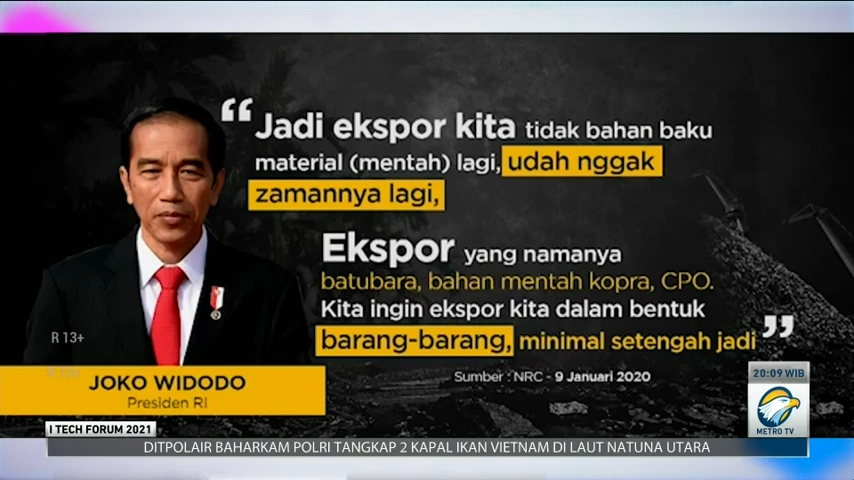 “Jadi ekspor kita tidak bahan baku
material (mentah) lagi, udah nggak
zamannya lagi,
Ekspor yang namanya
batubara, bahan mentah kopra, CPO.
Kita ingin ekspor kita dalam bentuk
barang-barang, minimal setengah jadi”
Sumber : NRC - 9 Januari 2020
R 13+
JOKO WIDODO
Presiden RI
20:09 WIB
METRO TV
I TECH FORUM 2021
DITPOLAIR BAHARKAM POLRI TANGKAP 2 KAPAL IKAN VIETNAM DI LAUT NATUNA UTARA